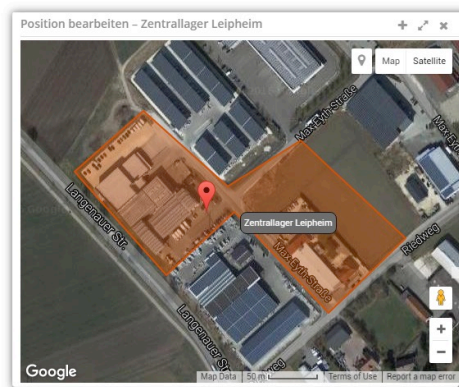 Position bearbeiten – Zentrallager Leipheim
Map Satellite
Max-Eyth-Straße
Max-Eyth
Langenauer Str.
Zentrallager Leipheim
Riedweg
Max-Eyth-Straße
Langenauer Str.
Google
Map Data 50 m Terms of Use Report a map error